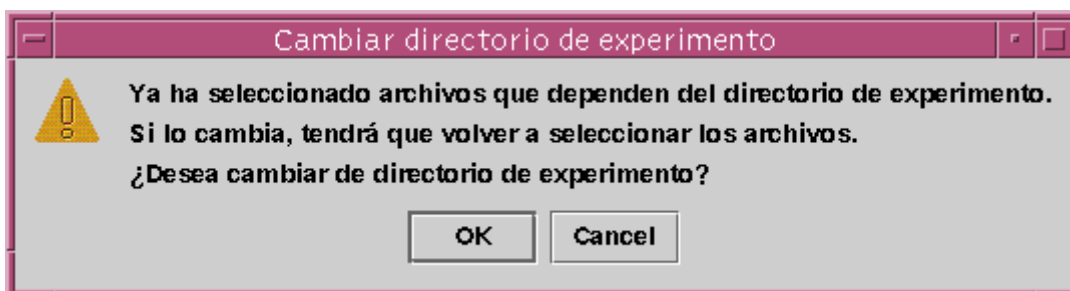 Cambiar directorio de experimento
Ya ha seleccionado archivos que dependen del directorio de experimento.
Si lo cambia, tendrá que volver a seleccionar los archivos.
¿Desea cambiar de directorio de experimento?
OK
Cancel